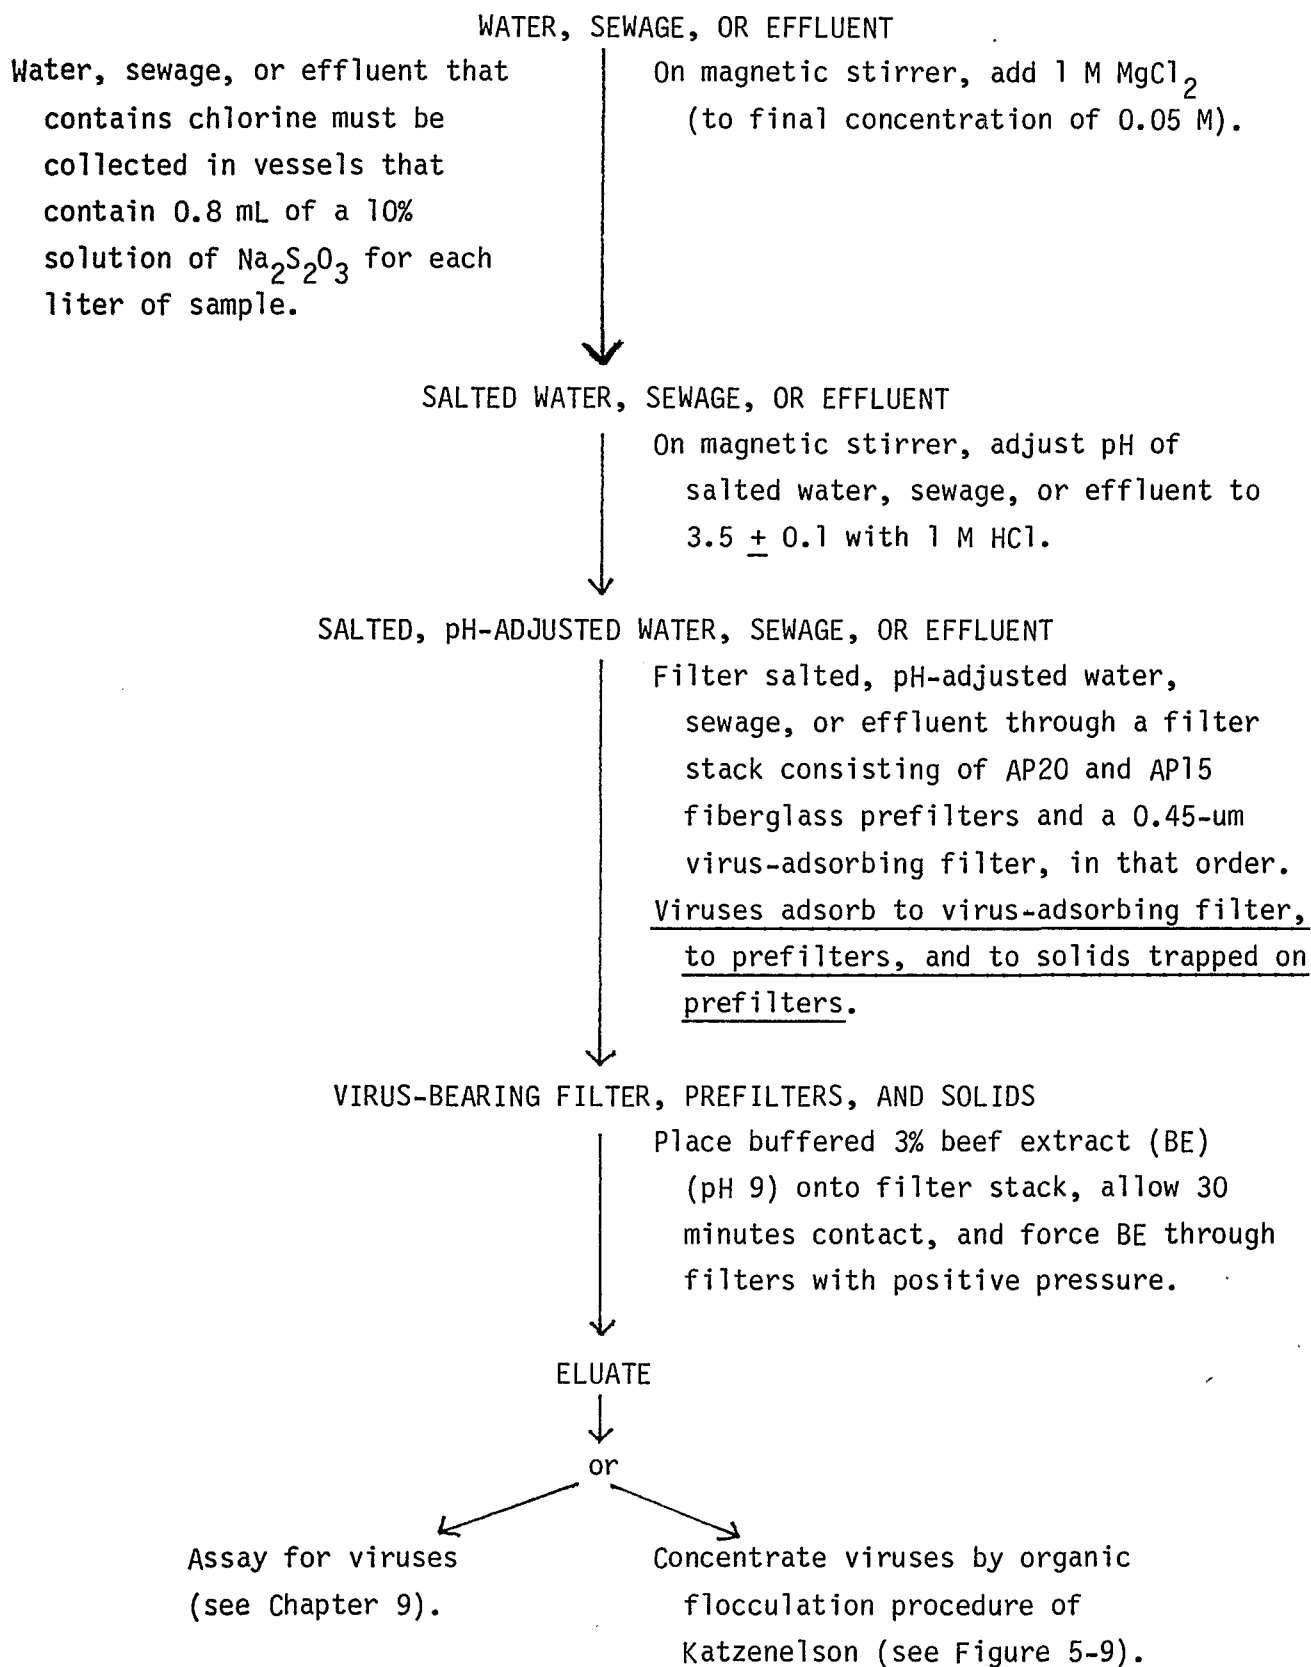 WATER, SEWAGE, OR EFFLUENT
Water, sewage, or effluent that
contains chlorine must be
collected in vessels that
contain 0.8 mL of a 10%
solution of Na2S2O3 for each
liter of sample.
On magnetic stirrer, add 1 M MgCl2
(to final concentration of 0.05 M).
SALTED WATER, SEWAGE, OR EFFLUENT
On magnetic stirrer, adjust pH of
salted water, sewage, or effluent to
3.5 ± 0.1 with 1 M HCl.
SALTED, pH-ADJUSTED WATER, SEWAGE, OR EFFLUENT
Filter salted, pH-adjusted water,
sewage, or effluent through a filter
stack consisting of AP20 and AP15
fiberglass prefilters and a 0.45-um
virus-adsorbing filter, in that order.
Viruses adsorb to virus-adsorbing filter,
to prefilters, and to solids trapped on
prefilters.
VIRUS-BEARING FILTER, PREFILTERS, AND SOLIDS
Place buffered 3% beef extract (BE)
(pH 9) onto filter stack, allow 30
minutes contact, and force BE through
filters with positive pressure.
ELUATE
or
Assay for viruses
(see Chapter 9).
Concentrate viruses by organic
flocculation procedure of
Katzenelson (see Figure 5-9).